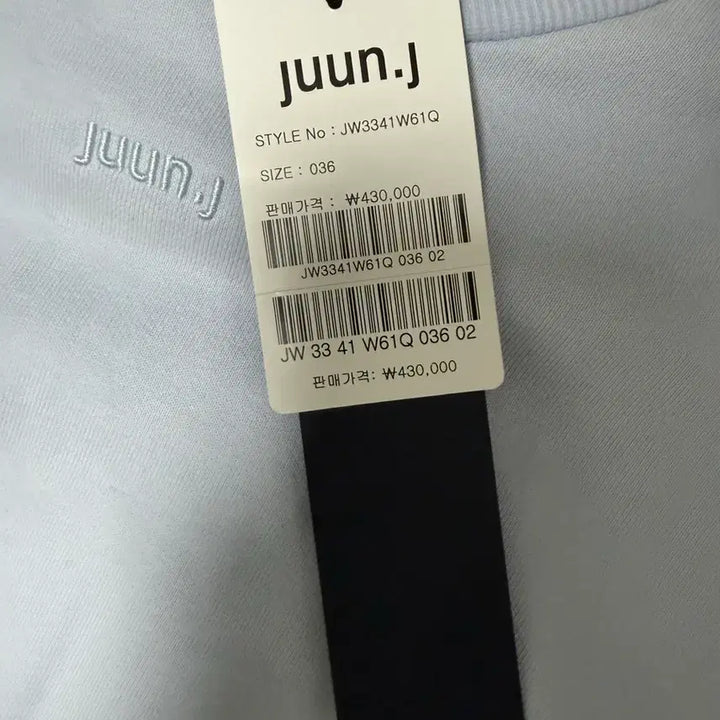 juun.j
juun.j
STYLE No : JW3341W61Q
SIZE : 036
판매가격 : ₩430,000
JW3341W61Q 036 02
JW 33 41 W61Q 036 02
판매가격: ₩430,000